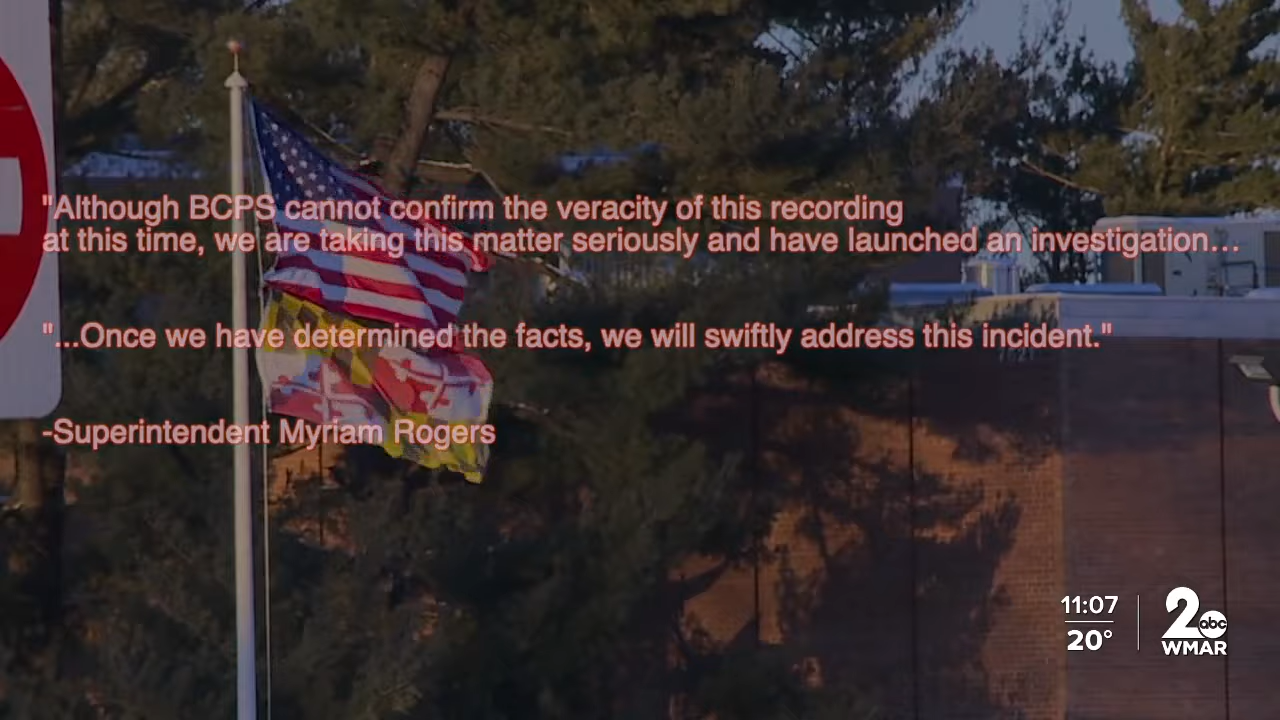 "Although BCPS cannot confirm the veracity of this recording
at this time, we are taking this matter seriously and have launched an investigation...
"...Once we have determined the facts, we will swiftly address this incident."
-Superintendent Myriam Rogers
11:07
20°
2
abc
WMAR